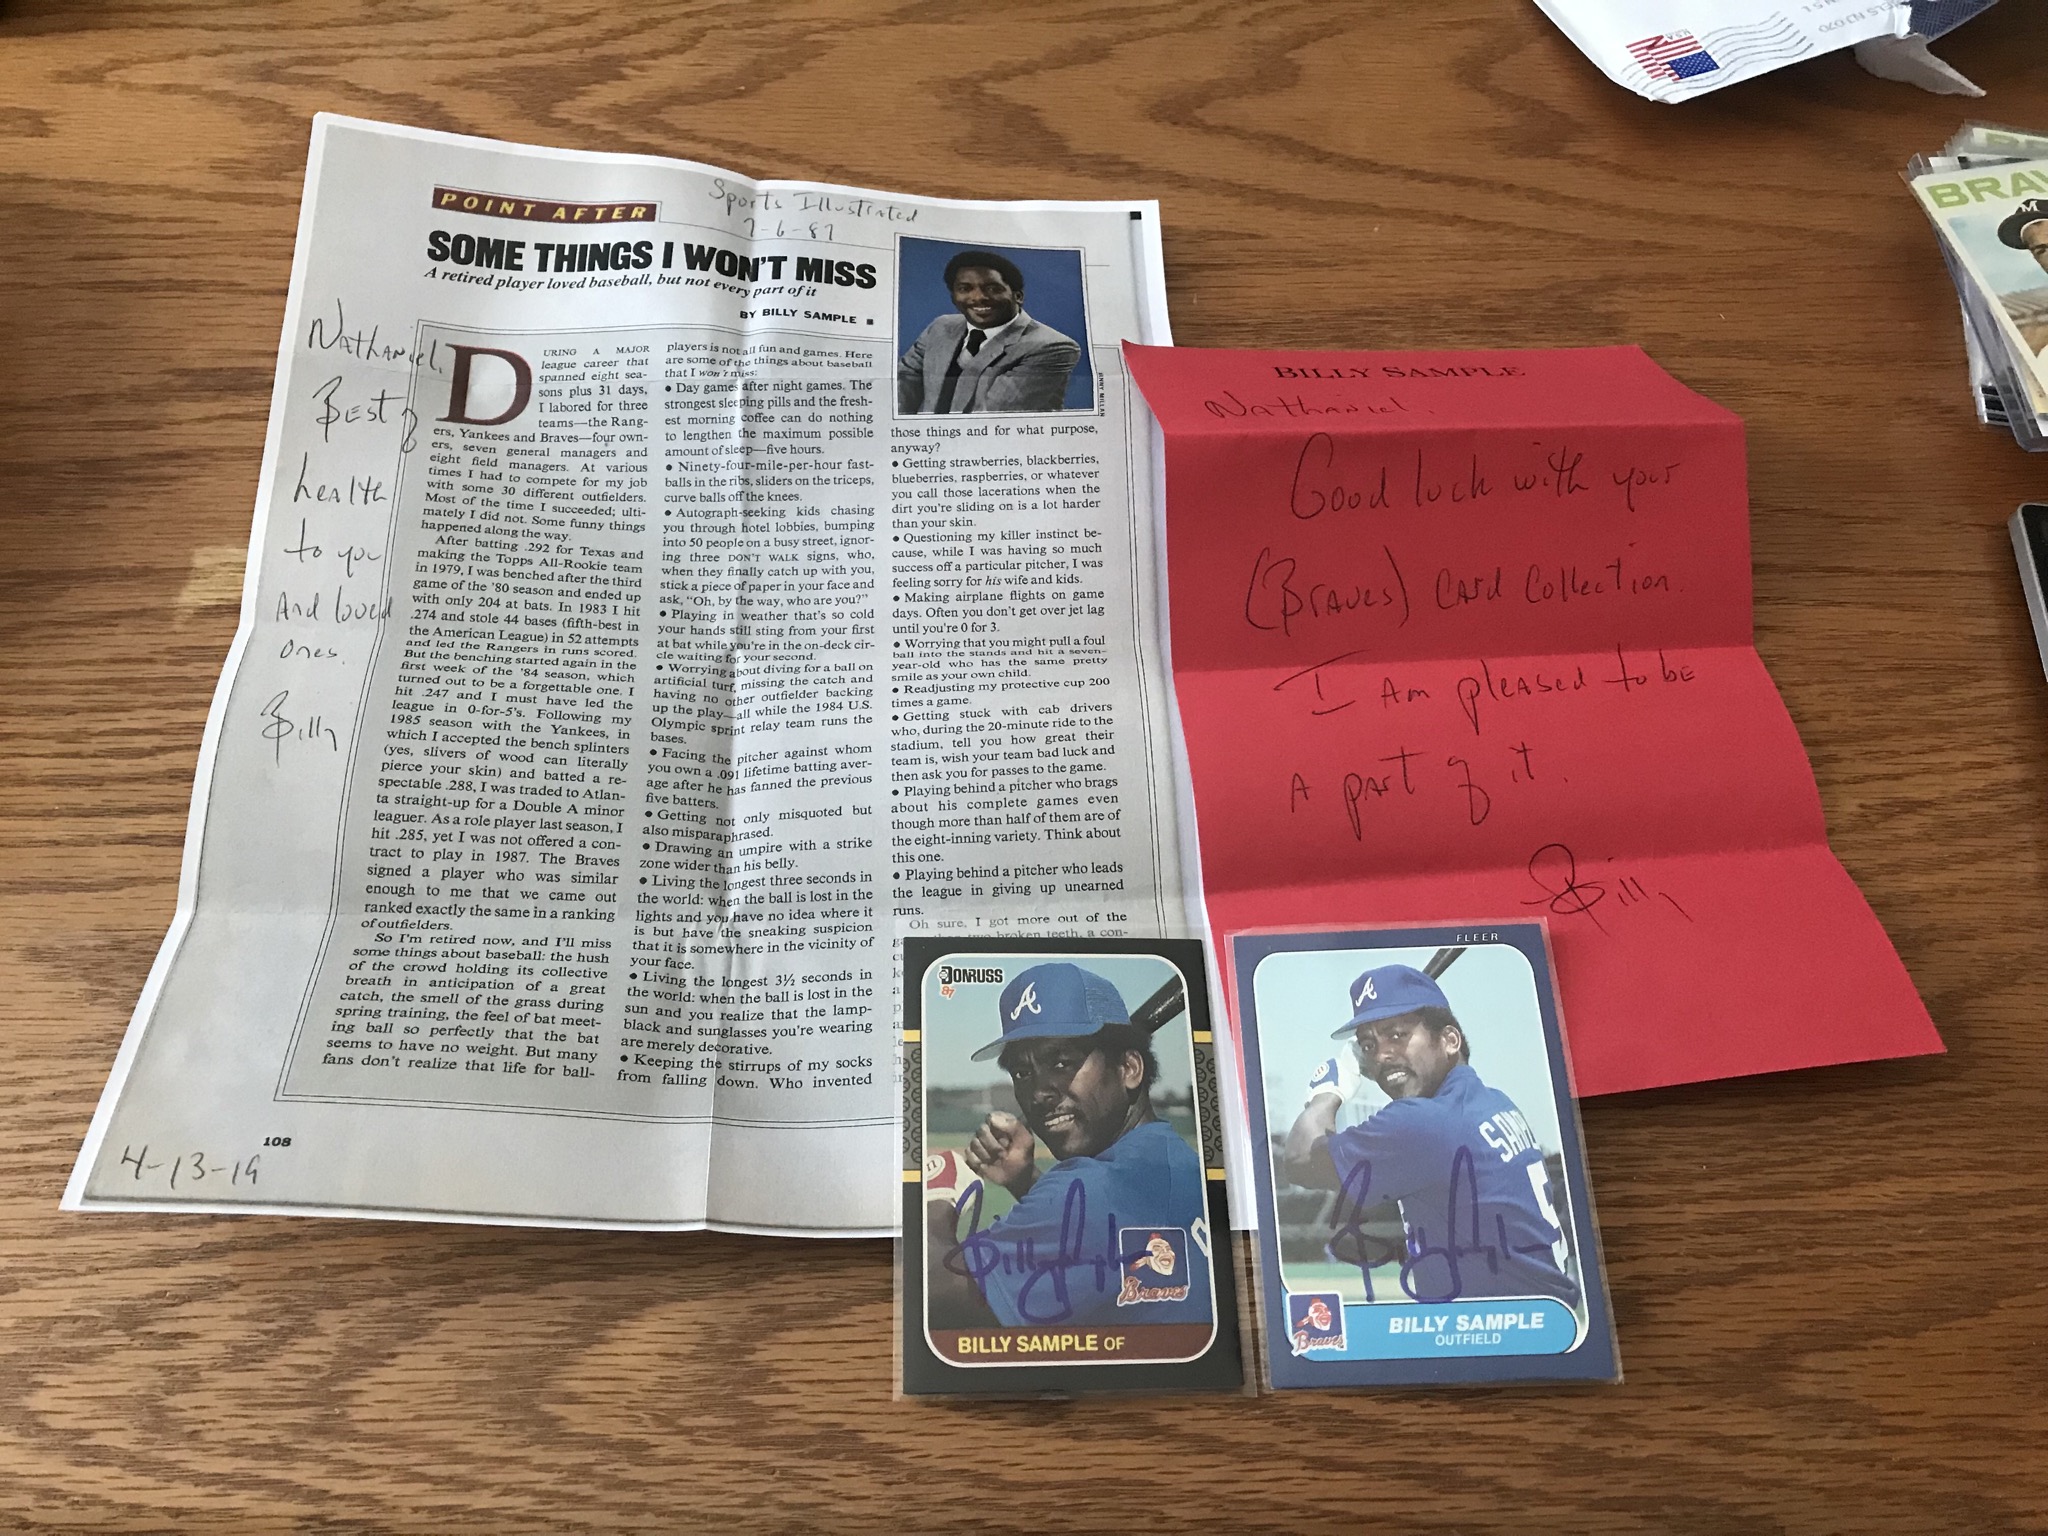 POINT AFTER
Sports Illustrated
7-6-87
SOME THINGS I WON'T MISS
A retired player loved baseball, but not every part of it
BY BILLY SAMPLE
Nathaniel,
Best of
health
to you
And loved
ones.
Billy
DURING A MAJOR
league career that
spanned eight sea-
sons plus 31 days,
I labored for three
teams—the Rang-
ers, Yankees and Braves—four own-
ers, seven general managers and
eight field managers. At various
times I had to compete for my job
with some 30 different outfielders.
Most of the time I succeeded; ulti-
mately I did not. Some funny things
happened along the way.
After batting .292 for Texas and
making the Topps All-Rookie team
in 1979, I was benched after the third
game of the '80 season and ended up
with only 204 at bats. In 1983 I hit
.274 and stole 44 bases (fifth-best in
the American League) in 52 attempts
and led the Rangers in runs scored.
But the benching started again in the
first week of the '84 season, which
turned out to be a forgettable one. I
hit .247 and I must have led the
league in 0-for-5's. Following my
1985 season with the Yankees, in
which I accepted the bench splinters
(yes, slivers of wood can literally
pierce your skin) and batted a re-
spectable .288, I was traded to Atlan-
ta straight-up for a Double A minor
leaguer. As a role player last season, I
hit .285, yet I was not offered a con-
tract to play in 1987. The Braves
signed a player who was similar
enough to me that we came out
ranked exactly the same in a ranking
of outfielders.
So I'm retired now, and I'll miss
some things about baseball: the hush
of the crowd holding its collective
breath in anticipation of a great
catch, the smell of the grass during
spring training, the feel of bat meet-
ing ball so perfectly that the bat
seems to have no weight. But many
fans don't realize that life for ball-
players is not all fun and games. Here
are some of the things about baseball
that I won't miss:
• Day games after night games. The
strongest sleeping pills and the fresh-
est morning coffee can do nothing
to lengthen the maximum possible
amount of sleep—five hours.
• Ninety-four-mile-per-hour fast-
balls in the ribs, sliders on the triceps,
curve balls off the knees.
• Autograph-seeking kids chasing
you through hotel lobbies, bumping
into 50 people on a busy street, ignor-
ing three DON'T WALK signs, who,
when they finally catch up with you,
stick a piece of paper in your face and
ask, "Oh, by the way, who are you?"
• Playing in weather that's so cold
your hands still sting from your first
at bat while you're in the on-deck cir-
cle waiting for your second.
• Worrying about diving for a ball on
artificial turf, missing the catch and
having no other outfielder backing
up the play—all while the 1984 U.S.
Olympic sprint relay team runs the
bases.
• Facing the pitcher against whom
you own a .091 lifetime batting aver-
age after he has fanned the previous
five batters.
• Getting not only misquoted but
also misparaphrased.
• Drawing an umpire with a strike
zone wider than his belly.
• Living the longest three seconds in
the world: when the ball is lost in the
lights and you have no idea where it
is but have the sneaking suspicion
that it is somewhere in the vicinity of
your face.
• Living the longest 3½ seconds in
the world: when the ball is lost in the
sun and you realize that the lamp-
black and sunglasses you're wearing
are merely decorative.
• Keeping the stirrups of my socks
from falling down. Who invented
those things and for what purpose,
anyway?
• Getting strawberries, blackberries,
blueberries, raspberries, or whatever
you call those lacerations when the
dirt you're sliding on is a lot harder
than your skin.
• Questioning my killer instinct be-
cause, while I was having so much
success off a particular pitcher, I was
feeling sorry for his wife and kids.
• Making airplane flights on game
days. Often you don't get over jet lag
until you're 0 for 3.
• Worrying that you might pull a foul
ball into the stands and hit a seven-
year-old who has the same pretty
smile as your own child.
• Readjusting my protective cup 200
times a game.
• Getting stuck with cab drivers
who, during the 20-minute ride to the
stadium, tell you how great their
team is, wish your team bad luck and
then ask you for passes to the game.
• Playing behind a pitcher who brags
about his complete games even
though more than half of them are of
the eight-inning variety. Think about
this one.
• Playing behind a pitcher who leads
the league in giving up unearned
runs.
Oh sure, I got more out of the
two broken teeth, a con-
108
4-13-19
BILLY SAMPLE
Nathaniel,
Good luck with your
(Braves) card collection.
I am pleased to be
a part of it.
Billy
DONRUSS
87
A
Billy Sample
Braves
BILLY SAMPLE OF
FLEER
A
SAMPL
5
Billy Sample
Braves
BILLY SAMPLE
OUTFIELD
USA
BRAV
M